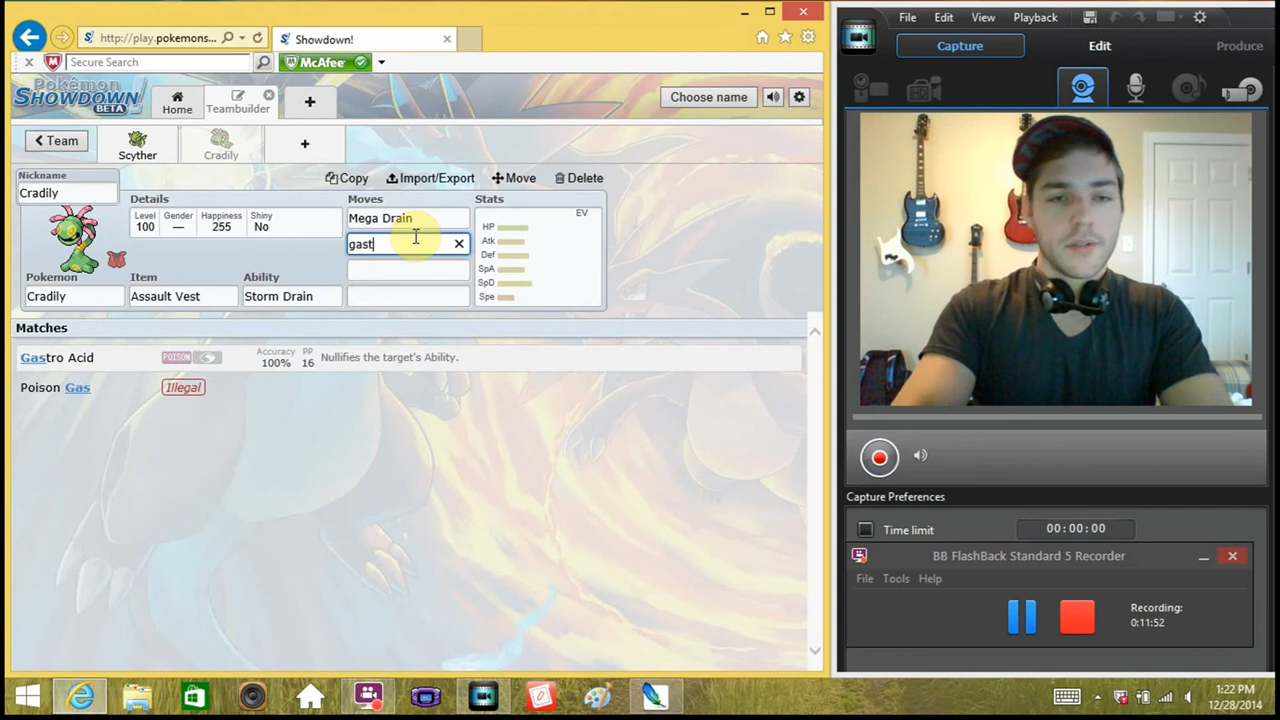 http://play.pokemons...
Showdown!
Secure Search
McAfee
Pokémon
SHOWDOWN!
BETA
Home
Teambuilder
+
Choose name
< Team
Scyther
Cradily
+
Nickname
Cradily
Copy
Import/Export
Move
Delete
Details
Moves
Stats
Level
100
Gender
—
Happiness
255
Shiny
No
Mega Drain
gast
EV
HP
Atk
Def
SpA
SpD
Spe
Pokemon
Cradily
Item
Assault Vest
Ability
Storm Drain
Matches
Gastro Acid
POISON
Accuracy
100%
PP
16
Nullifies the target's Ability.
Poison Gas
Illegal
File
Edit
View
Playback
Capture
Edit
Produce
Capture Preferences
Time limit
00:00:00
BB FlashBack Standard 5 Recorder
File
Tools
Help
Recording:
0:11:52
1:22 PM
12/28/2014